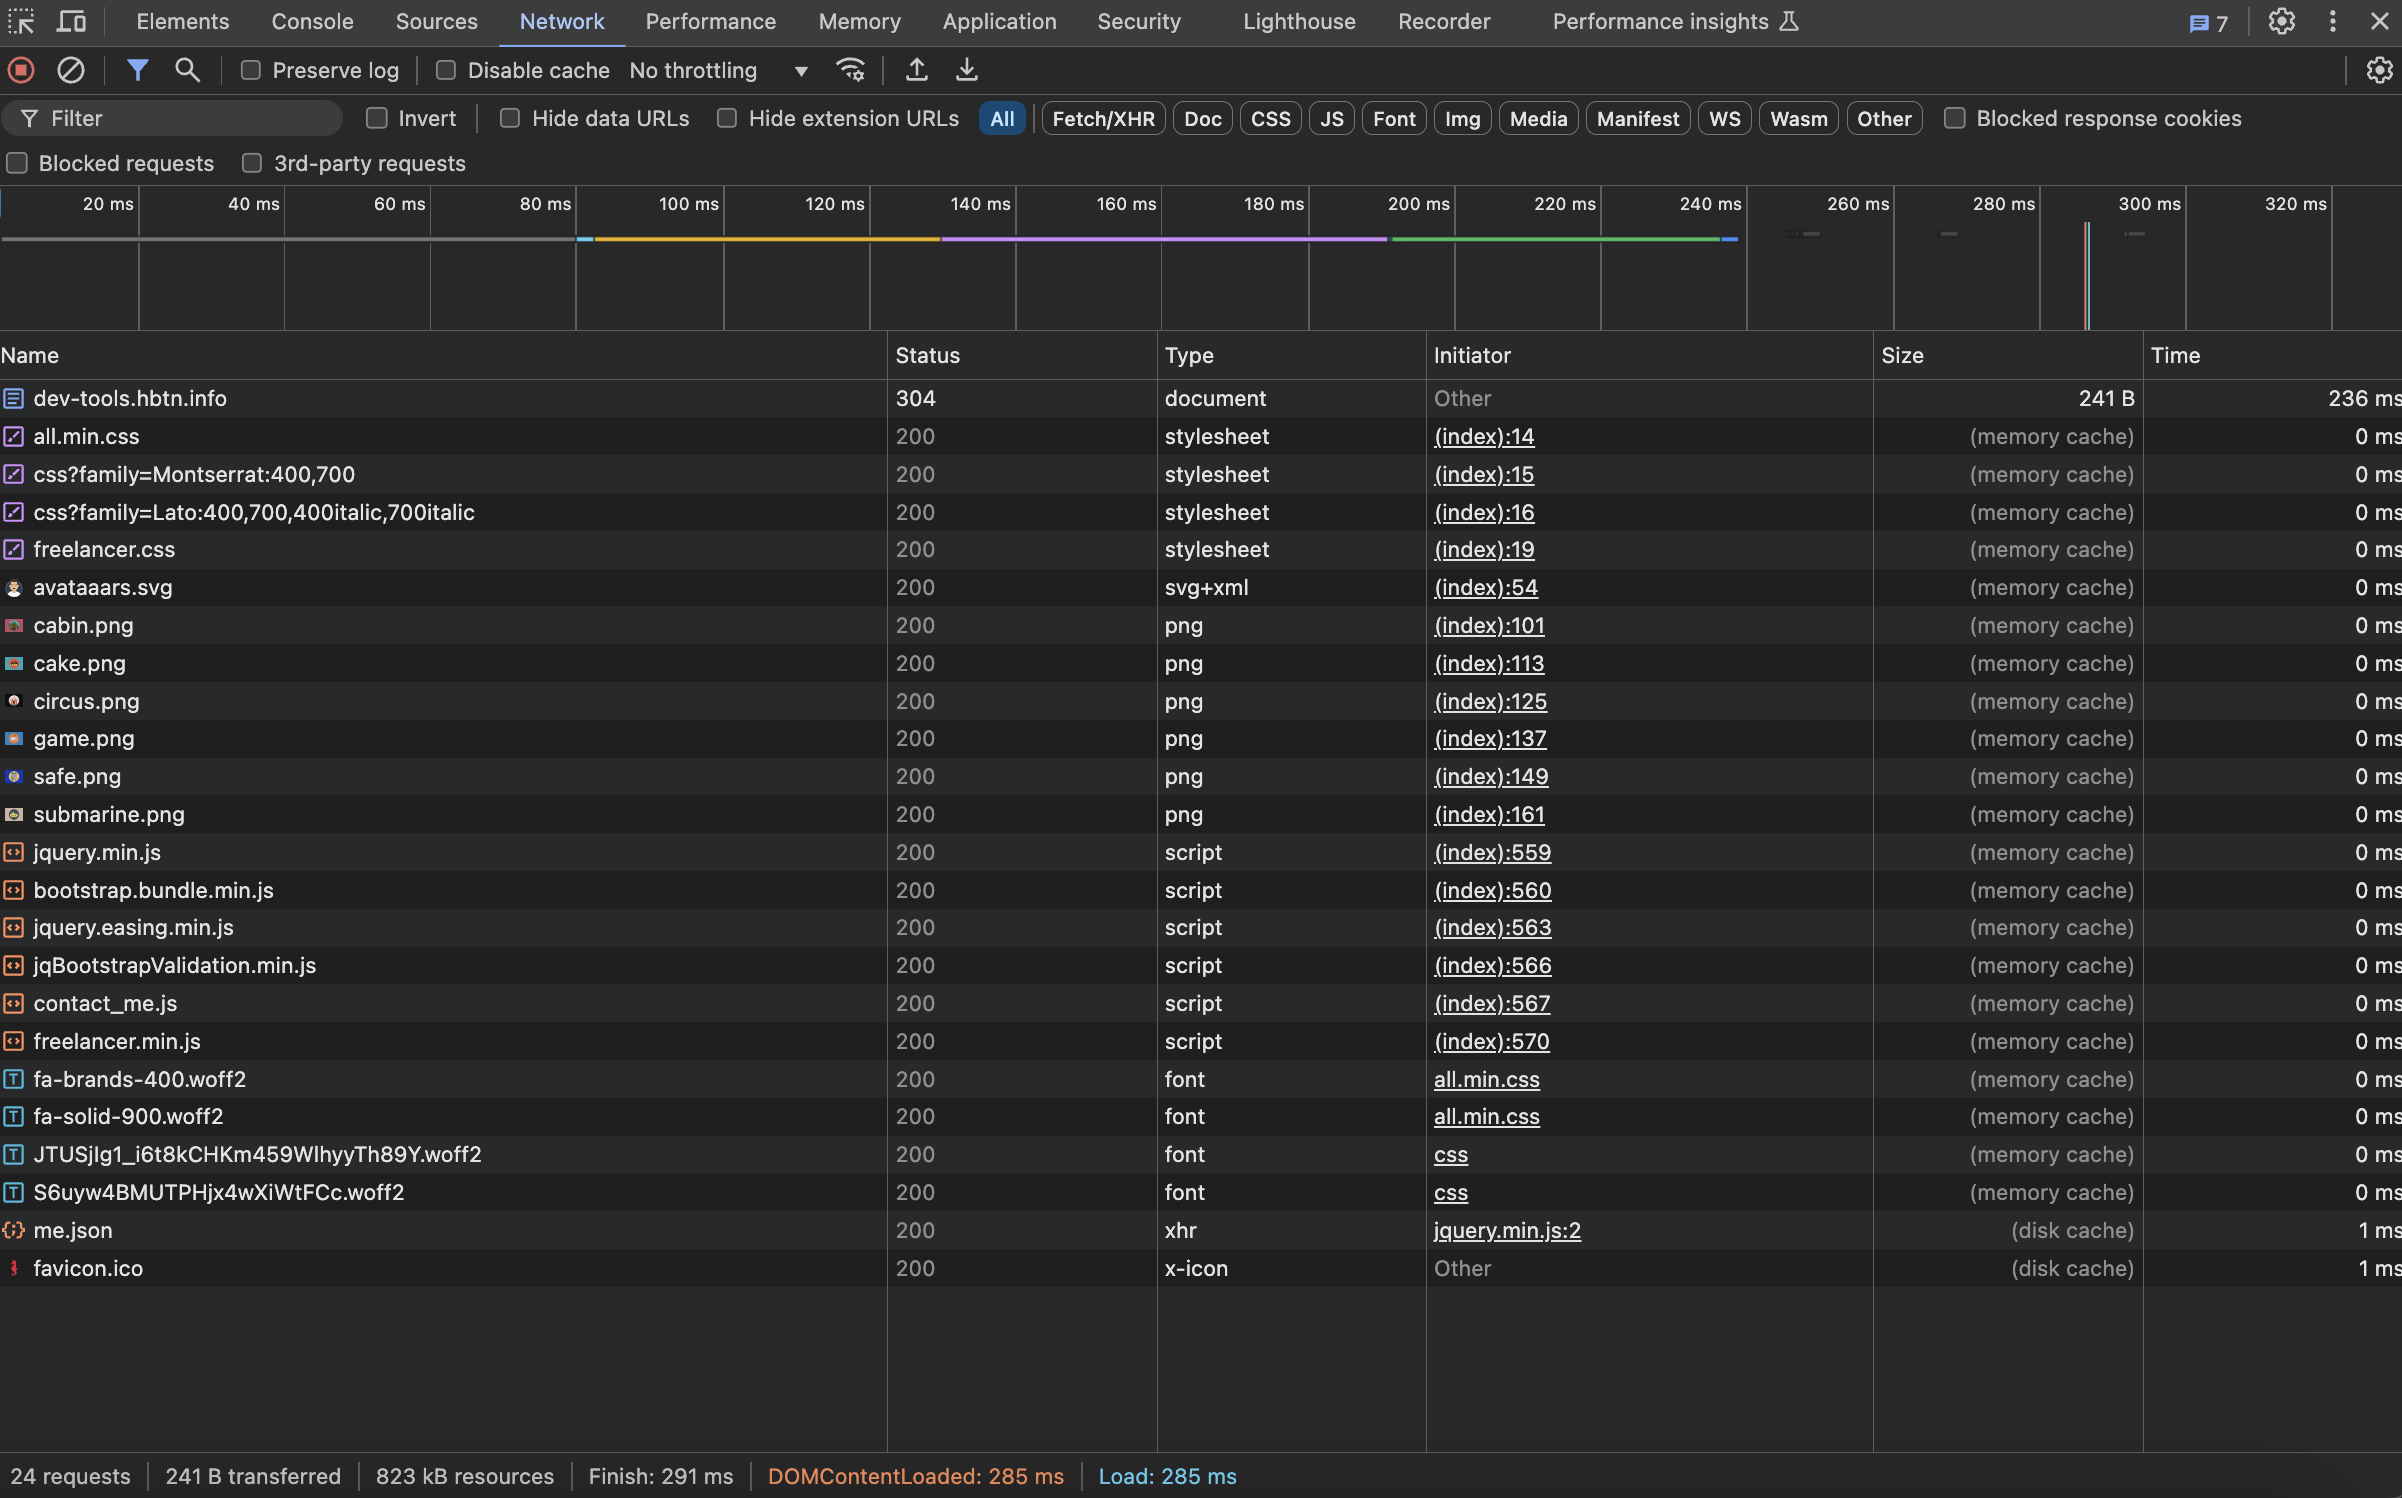 Elements Console Sources Network Performance Memory Application Security Lighthouse Recorder Performance insights 7
Preserve log Disable cache No throttling
Filter Invert Hide data URLs Hide extension URLs All Fetch/XHR Doc CSS JS Font Img Media Manifest WS Wasm Other Blocked response cookies
Blocked requests 3rd-party requests
20 ms 40 ms 60 ms 80 ms 100 ms 120 ms 140 ms 160 ms 180 ms 200 ms 220 ms 240 ms 260 ms 280 ms 300 ms 320 ms
Name Status Type Initiator Size Time
dev-tools.hbtn.info 304 document Other 241 B 236 ms
all.min.css 200 stylesheet (index):14 (memory cache) 0 ms
css?family=Montserrat:400,700 200 stylesheet (index):15 (memory cache) 0 ms
css?family=Lato:400,700,400italic,700italic 200 stylesheet (index):16 (memory cache) 0 ms
freelancer.css 200 stylesheet (index):19 (memory cache) 0 ms
avataaars.svg 200 svg+xml (index):54 (memory cache) 0 ms
cabin.png 200 png (index):101 (memory cache) 0 ms
cake.png 200 png (index):113 (memory cache) 0 ms
circus.png 200 png (index):125 (memory cache) 0 ms
game.png 200 png (index):137 (memory cache) 0 ms
safe.png 200 png (index):149 (memory cache) 0 ms
submarine.png 200 png (index):161 (memory cache) 0 ms
jquery.min.js 200 script (index):559 (memory cache) 0 ms
bootstrap.bundle.min.js 200 script (index):560 (memory cache) 0 ms
jquery.easing.min.js 200 script (index):563 (memory cache) 0 ms
jqBootstrapValidation.min.js 200 script (index):566 (memory cache) 0 ms
contact_me.js 200 script (index):567 (memory cache) 0 ms
freelancer.min.js 200 script (index):570 (memory cache) 0 ms
fa-brands-400.woff2 200 font all.min.css (memory cache) 0 ms
fa-solid-900.woff2 200 font all.min.css (memory cache) 0 ms
JTUSjIg1_i6t8kCHKm459WlhyyTh89Y.woff2 200 font css (memory cache) 0 ms
S6uyw4BMUTPHjx4wXiWtFCc.woff2 200 font css (memory cache) 0 ms
me.json 200 xhr jquery.min.js:2 (disk cache) 1 ms
favicon.ico 200 x-icon Other (disk cache) 1 ms
24 requests 241 B transferred 823 kB resources Finish: 291 ms DOMContentLoaded: 285 ms Load: 285 ms